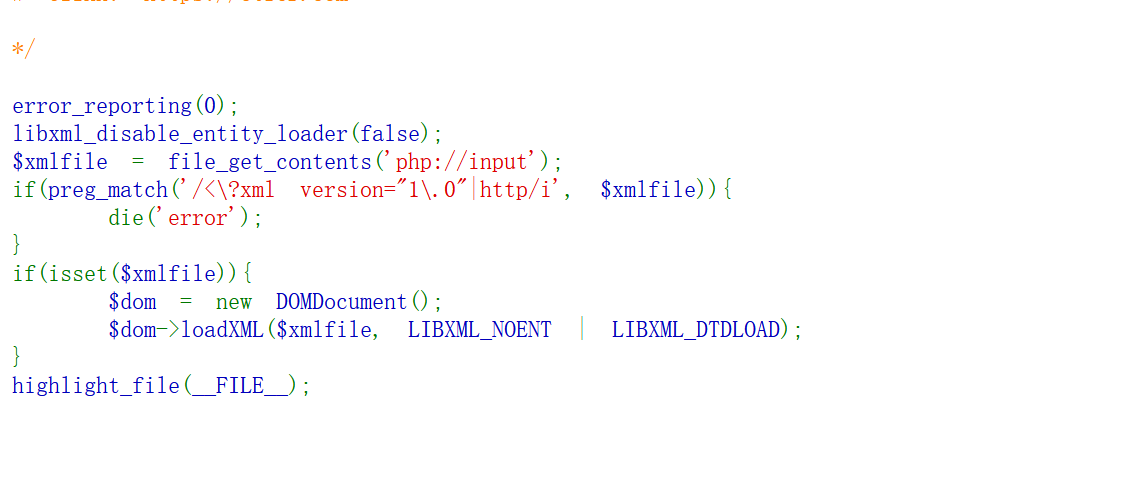 */
error_reporting(0);
libxml_disable_entity_loader(false);
$xmlfile = file_get_contents('php://input');
if(preg_match('/<\?xml version="1\.0"|http/i', $xmlfile)){
die('error');
}
if(isset($xmlfile)){
$dom = new DOMDocument();
$dom->loadXML($xmlfile, LIBXML_NOENT | LIBXML_DTDLOAD);
}
highlight_file(__FILE__);